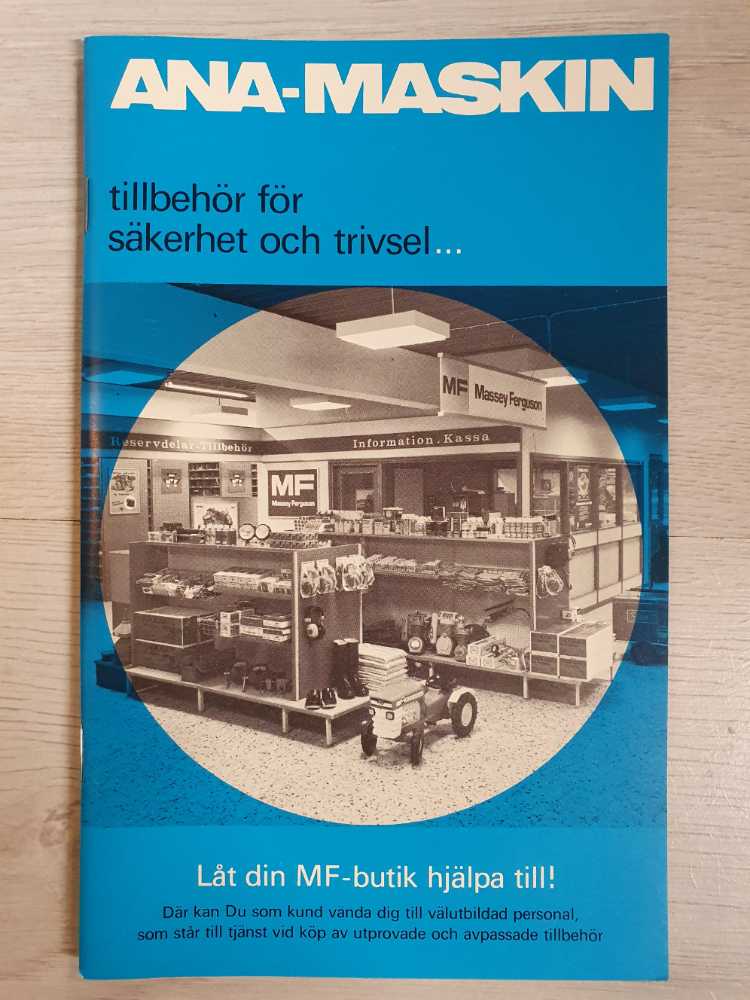 ANA-MASKIN
tillbehör för
säkerhet och trivsel...
MF Massey Ferguson
Reservdelar-Tillbehör
Information . Kassa
MF
Massey Ferguson
Låt din MF-butik hjälpa till!
Där kan Du som kund vända dig till välutbildad personal,
som står till tjänst vid köp av utprovade och avpassade tillbehör